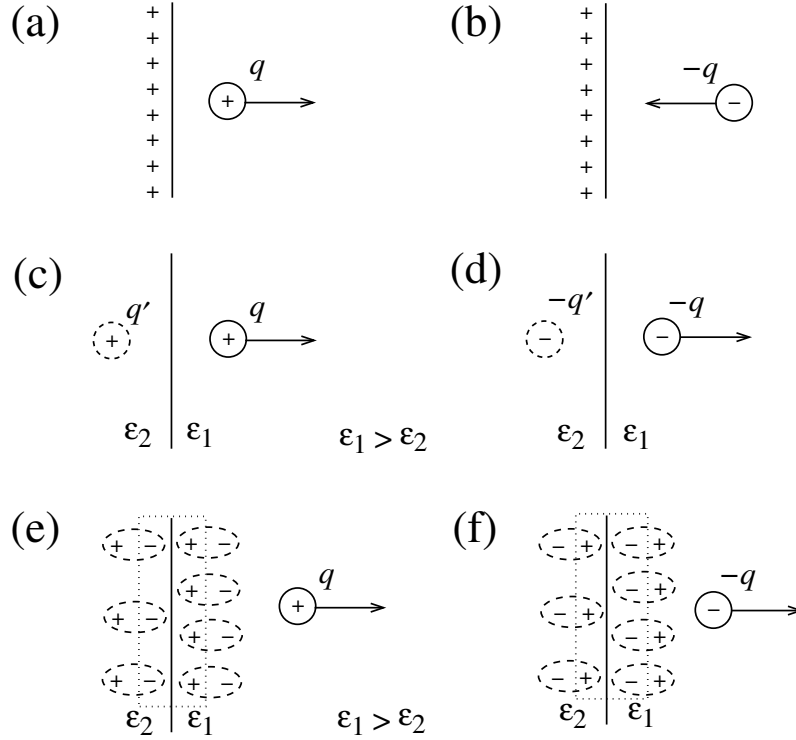 (a)
+
+
+
+
+
+
+
+
q
+
(b)
+
+
+
+
+
+
+
+
−q
−
(c)
q′
+
q
+
ε2 ε1
ε1 > ε2
(d)
−q′
−
−q
−
ε2 ε1
(e)
+ − + −
+ −
+ −
+ −
+ − + −
q
+
ε2 ε1
ε1 > ε2
(f)
− + − +
− +
− +
− +
− + − +
−q
−
ε2 ε1